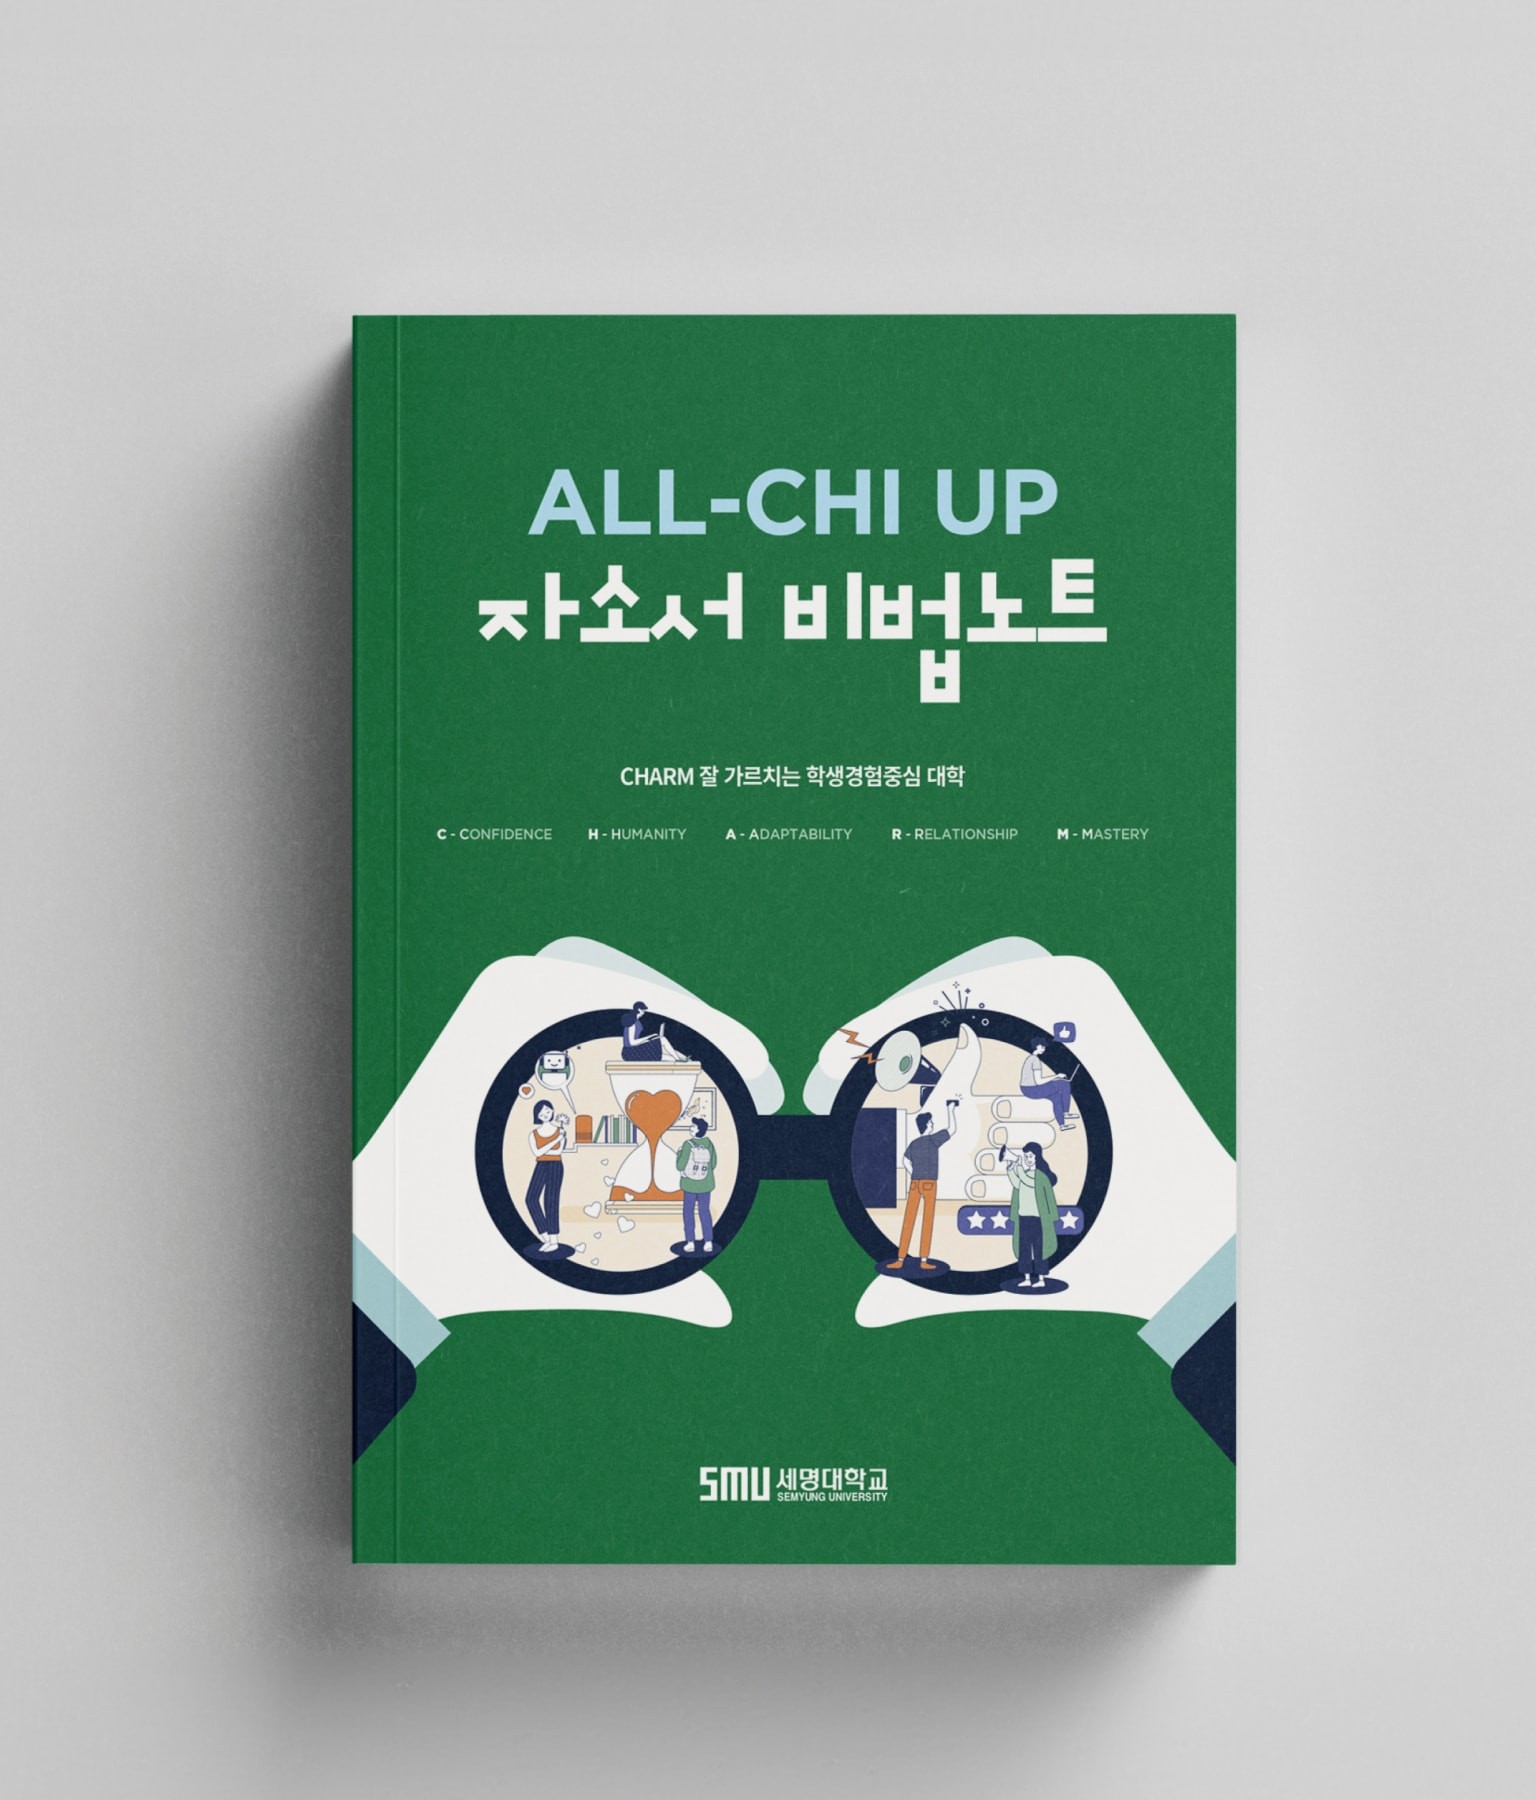 ALL-CHI UP
자소서 비법노트
CHARM 잘 가르치는 학생경험중심 대학
C - CONFIDENCE H - HUMANITY A - ADAPTABILITY R - RELATIONSHIP M - MASTERY
SMU 세명대학교
SEMYUNG UNIVERSITY